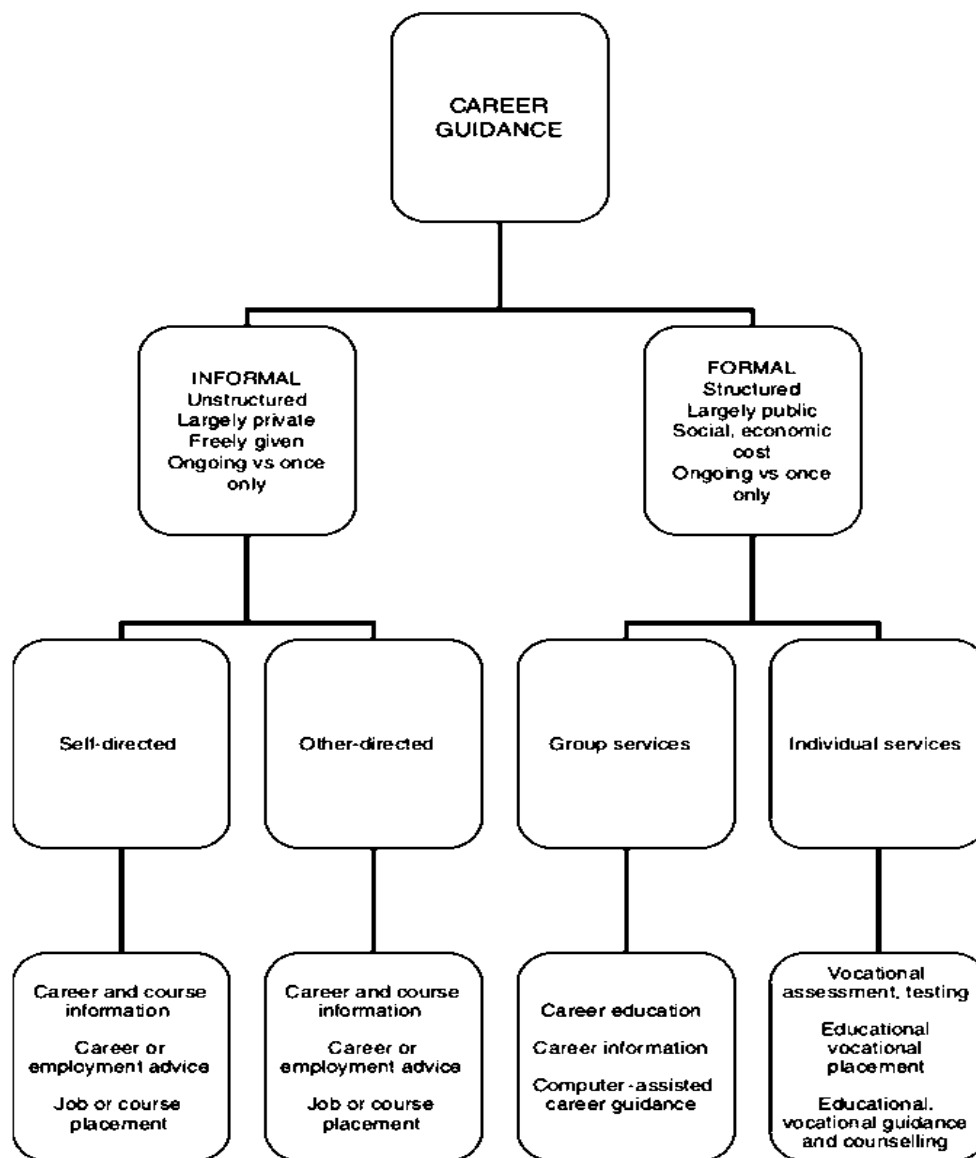 CAREER
GUIDANCE
INFORMAL
Unstructured
Largely private
Freely given
Ongoing vs once
only
FORMAL
Structured
Largely public
Social, economic
cost
Ongoing vs once
only
Self-directed
Other-directed
Group services
Individual services
Career and course
information
Career or
employment advice
Job or course
placement
Career and course
information
Career or
employment advice
Job or course
placement
Career education
Career information
Computer-assisted
career guidance
Vocational
assessment, testing
Educational
vocational
placement
Educational,
vocational guidance
and counselling